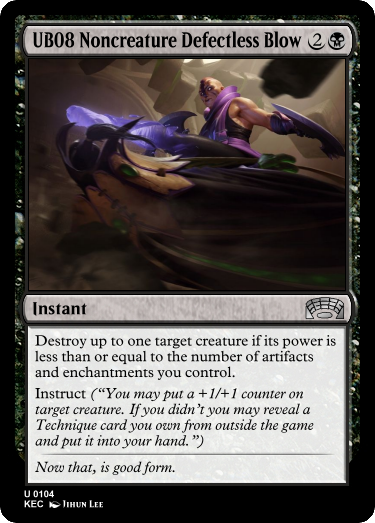 UB08 Noncreature Defectless Blow 2
Instant
Destroy up to one target creature if its power is
less than or equal to the number of artifacts
and enchantments you control.
Instruct (“You may put a +1/+1 counter on
target creature. If you didn’t you may reveal a
Technique card you own from outside the game
and put it into your hand.”)
Now that, is good form.
U 0104
KEC Jihun Lee